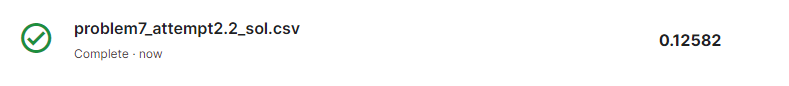 problem7_attempt2.2_sol.csv
0.12582
Complete · now